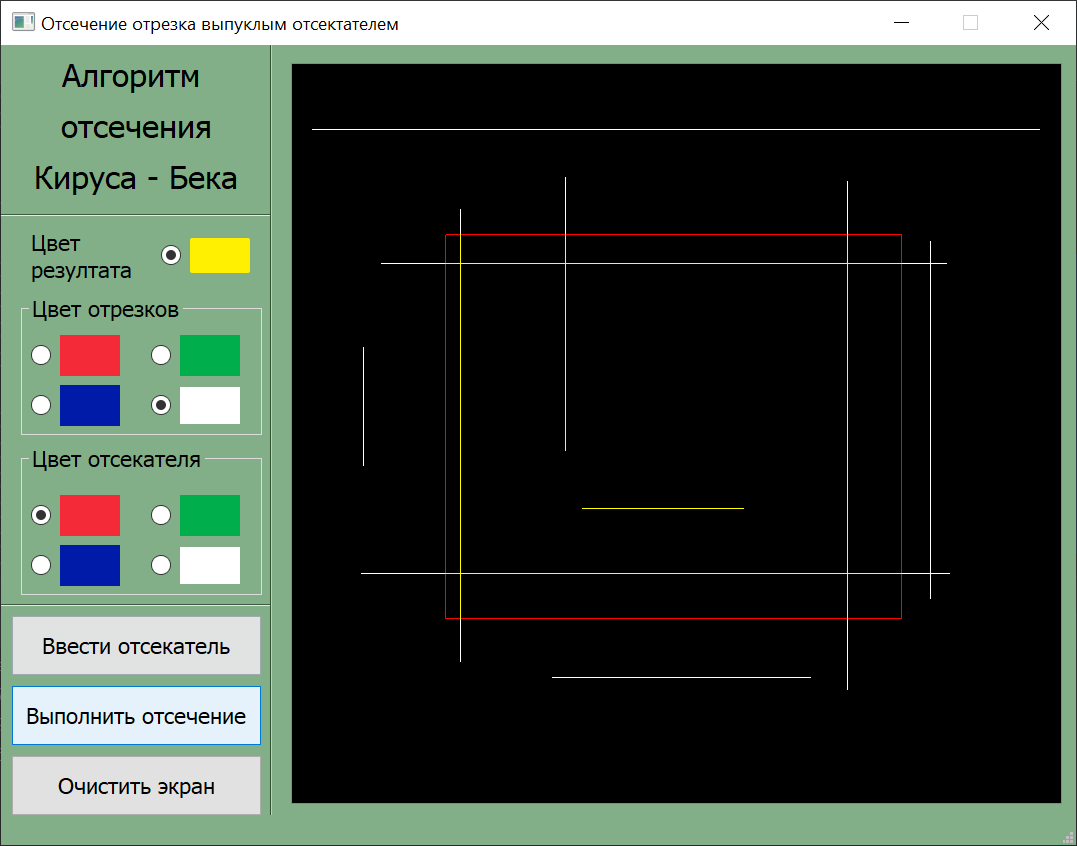 Отсечение отрезка выпуклым отсектателем
Алгоритм
отсечения
Кируса - Бека
Цвет
резултата
Цвет отрезков
Цвет отсекателя
Ввести отсекатель
Выполнить отсечение
Очистить экран